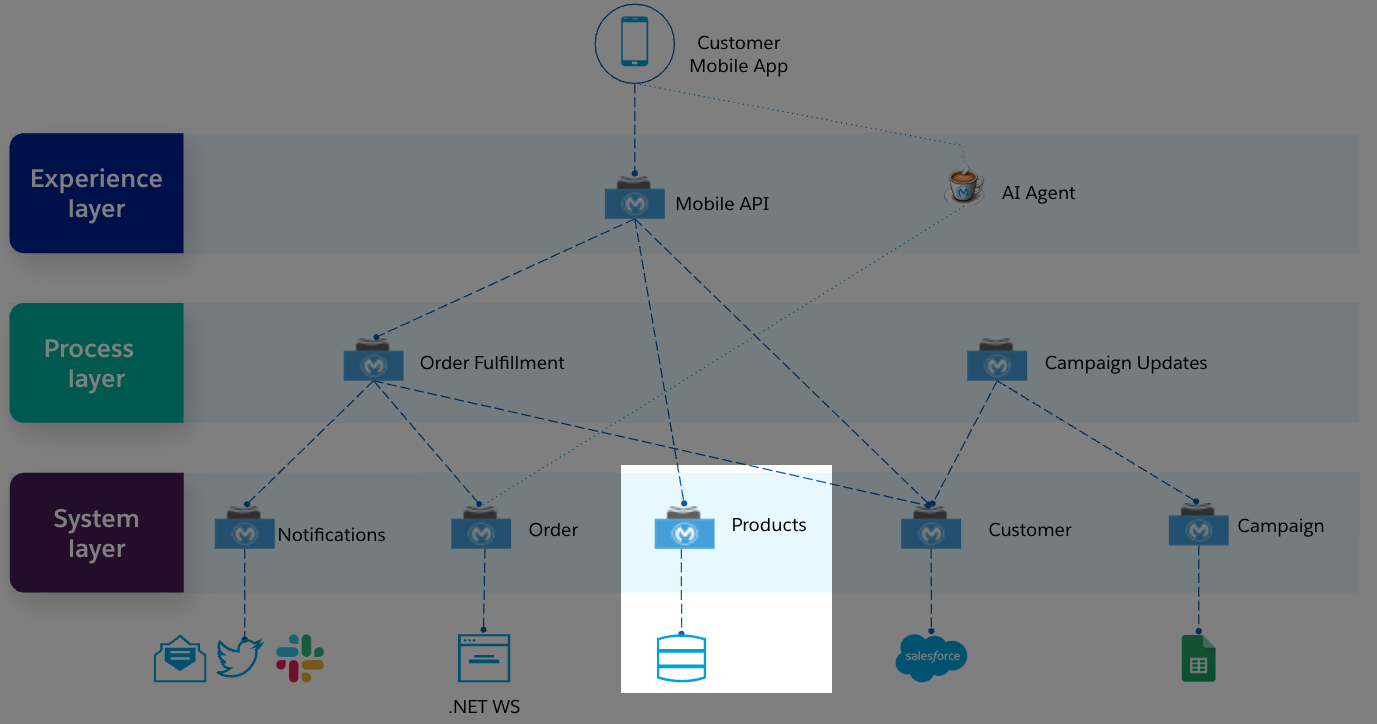 Customer
Mobile App
Experience
layer
Mobile API
AI Agent
Process
layer
Order Fulfillment
Campaign Updates
System
layer
Notifications
Order
Products
Customer
Campaign
salesforce
.NET WS